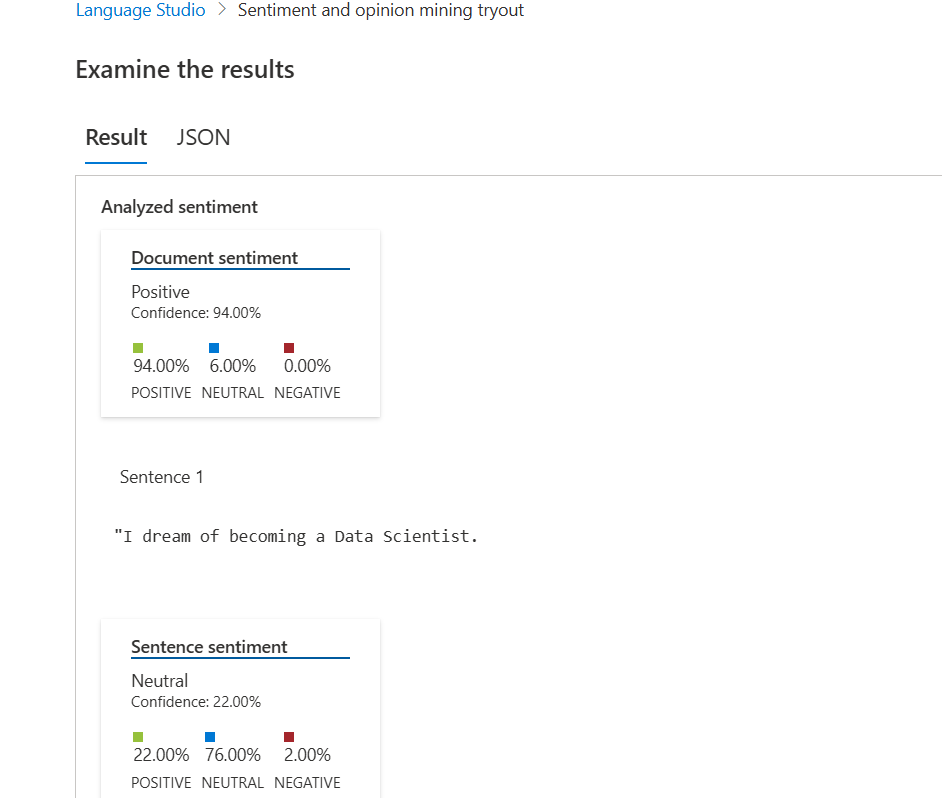 Language Studio > Sentiment and opinion mining tryout
Examine the results
Result JSON
Analyzed sentiment
Document sentiment
Positive
Confidence: 94.00%
94.00% 6.00% 0.00%
POSITIVE NEUTRAL NEGATIVE
Sentence 1
"I dream of becoming a Data Scientist.
Sentence sentiment
Neutral
Confidence: 22.00%
22.00% 76.00% 2.00%
POSITIVE NEUTRAL NEGATIVE